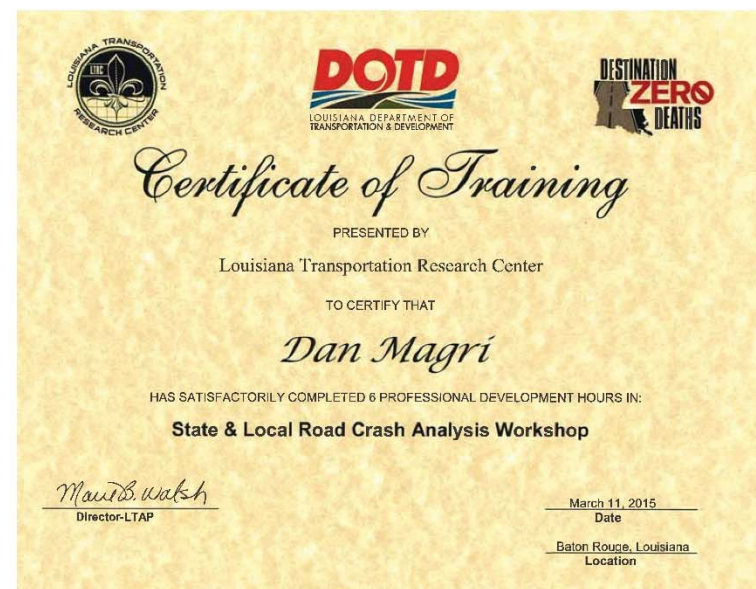 LOUISIANA TRANSPORTATION
LTRC
RESEARCH CENTER
DOTD
LOUISIANA DEPARTMENT OF
TRANSPORTATION & DEVELOPMENT
DESTINATION
ZERO
DEATHS
Certificate of Training
PRESENTED BY
Louisiana Transportation Research Center
TO CERTIFY THAT
Dan Magri
HAS SATISFACTORILY COMPLETED 6 PROFESSIONAL DEVELOPMENT HOURS IN:
State & Local Road Crash Analysis Workshop
Marie B. Walsh
Director-LTAP
March 11, 2015
Date
Baton Rouge, Louisiana
Location